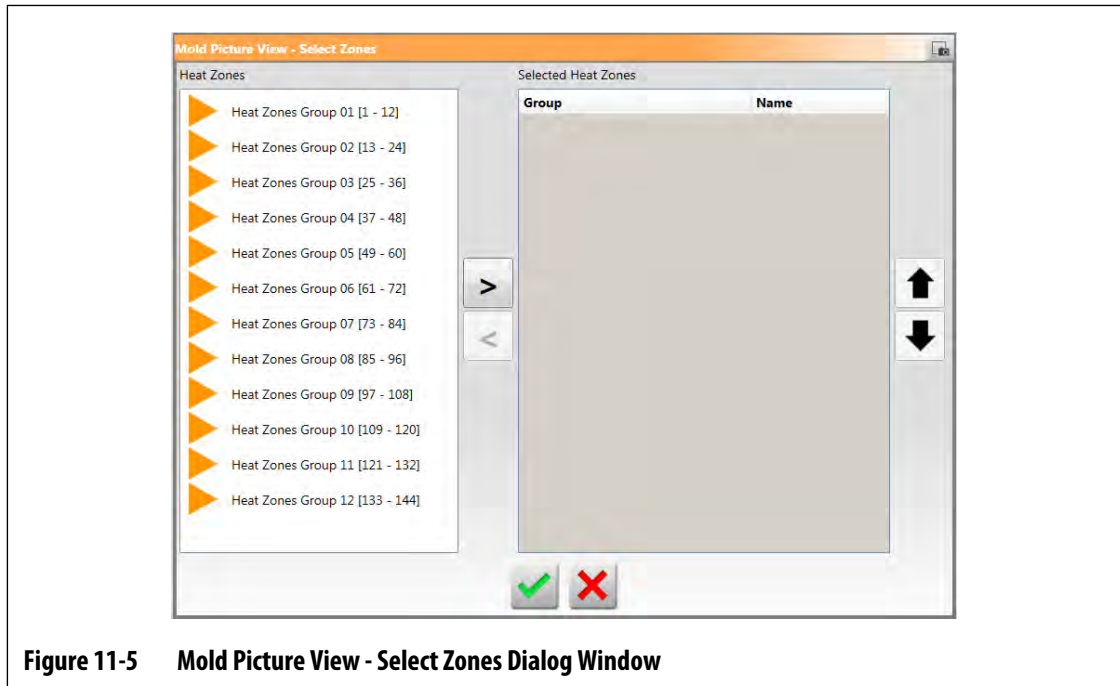 Mold Picture View - Select Zones
Heat Zones
Selected Heat Zones
Group Name
Heat Zones Group 01 [1 - 12]
Heat Zones Group 02 [13 - 24]
Heat Zones Group 03 [25 - 36]
Heat Zones Group 04 [37 - 48]
Heat Zones Group 05 [49 - 60]
Heat Zones Group 06 [61 - 72]
Heat Zones Group 07 [73 - 84]
Heat Zones Group 08 [85 - 96]
Heat Zones Group 09 [97 - 108]
Heat Zones Group 10 [109 - 120]
Heat Zones Group 11 [121 - 132]
Heat Zones Group 12 [133 - 144]
>
<
Figure 11-5 Mold Picture View - Select Zones Dialog Window